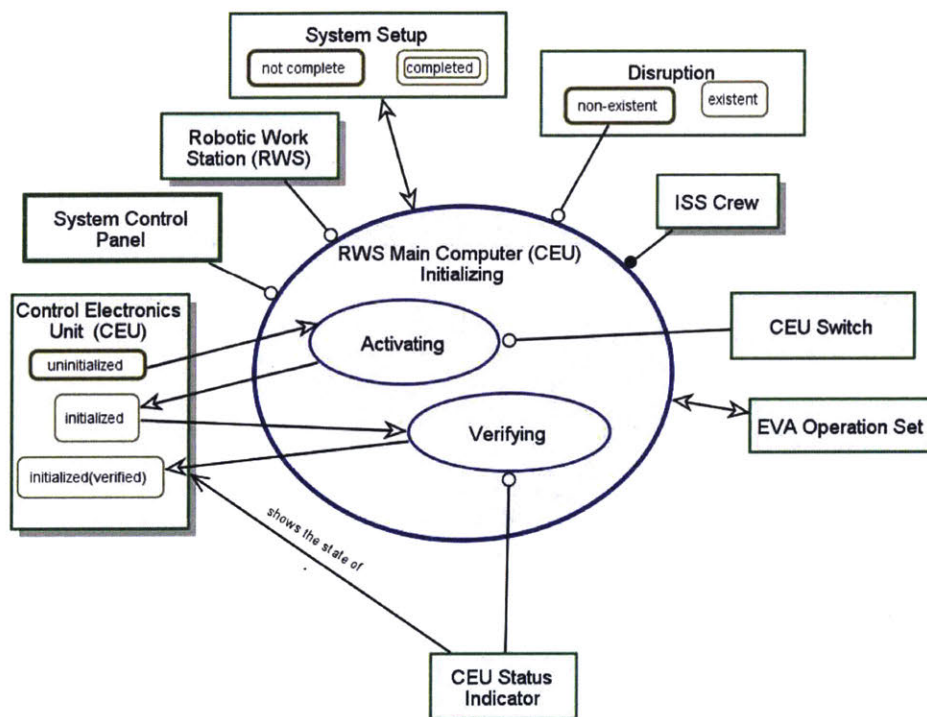 System Setup
not complete
completed
Disruption
non-existent
existent
Robotic Work
Station (RWS)
ISS Crew
System Control
Panel
RWS Main Computer (CEU)
Initializing
Control Electronics
Unit (CEU)
uninitialized
initialized
initialized(verified)
Activating
CEU Switch
Verifying
EVA Operation Set
shows the state of
CEU Status
Indicator